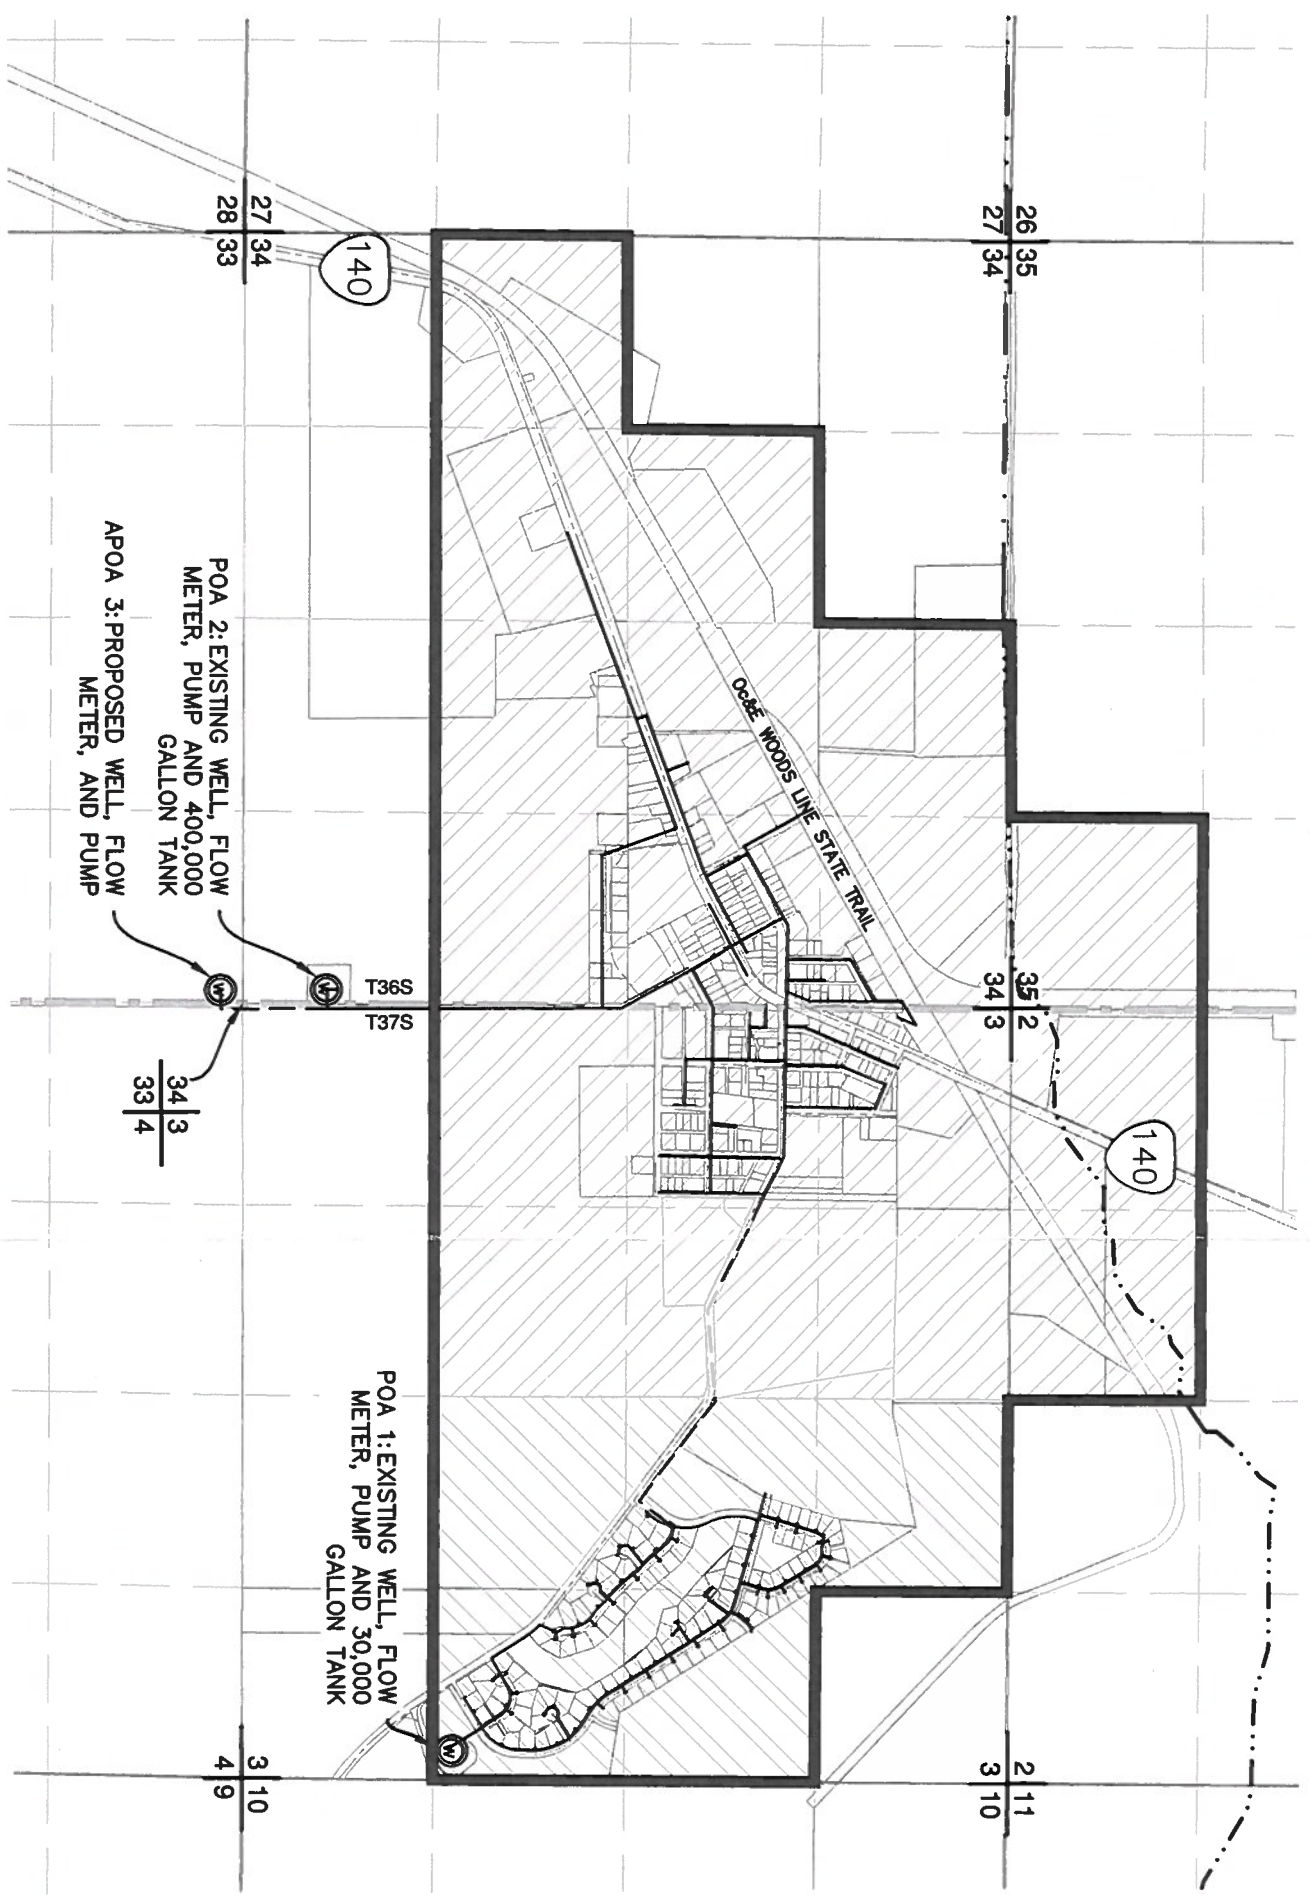 26 35
27 34
35 2
34 3
140
2 11
3 10
Oc&E WOODS LINE STATE TRAIL
140
T36S
T37S
27 34
28 33
POA 2:EXISTING WELL, FLOW
METER, PUMP AND 400,000
GALLON TANK
W
APOA 3:PROPOSED WELL, FLOW
METER, AND PUMP
W
34 3
33 4
POA 1:EXISTING WELL, FLOW
METER, PUMP AND 30,000
GALLON TANK
W
3 10
4 9